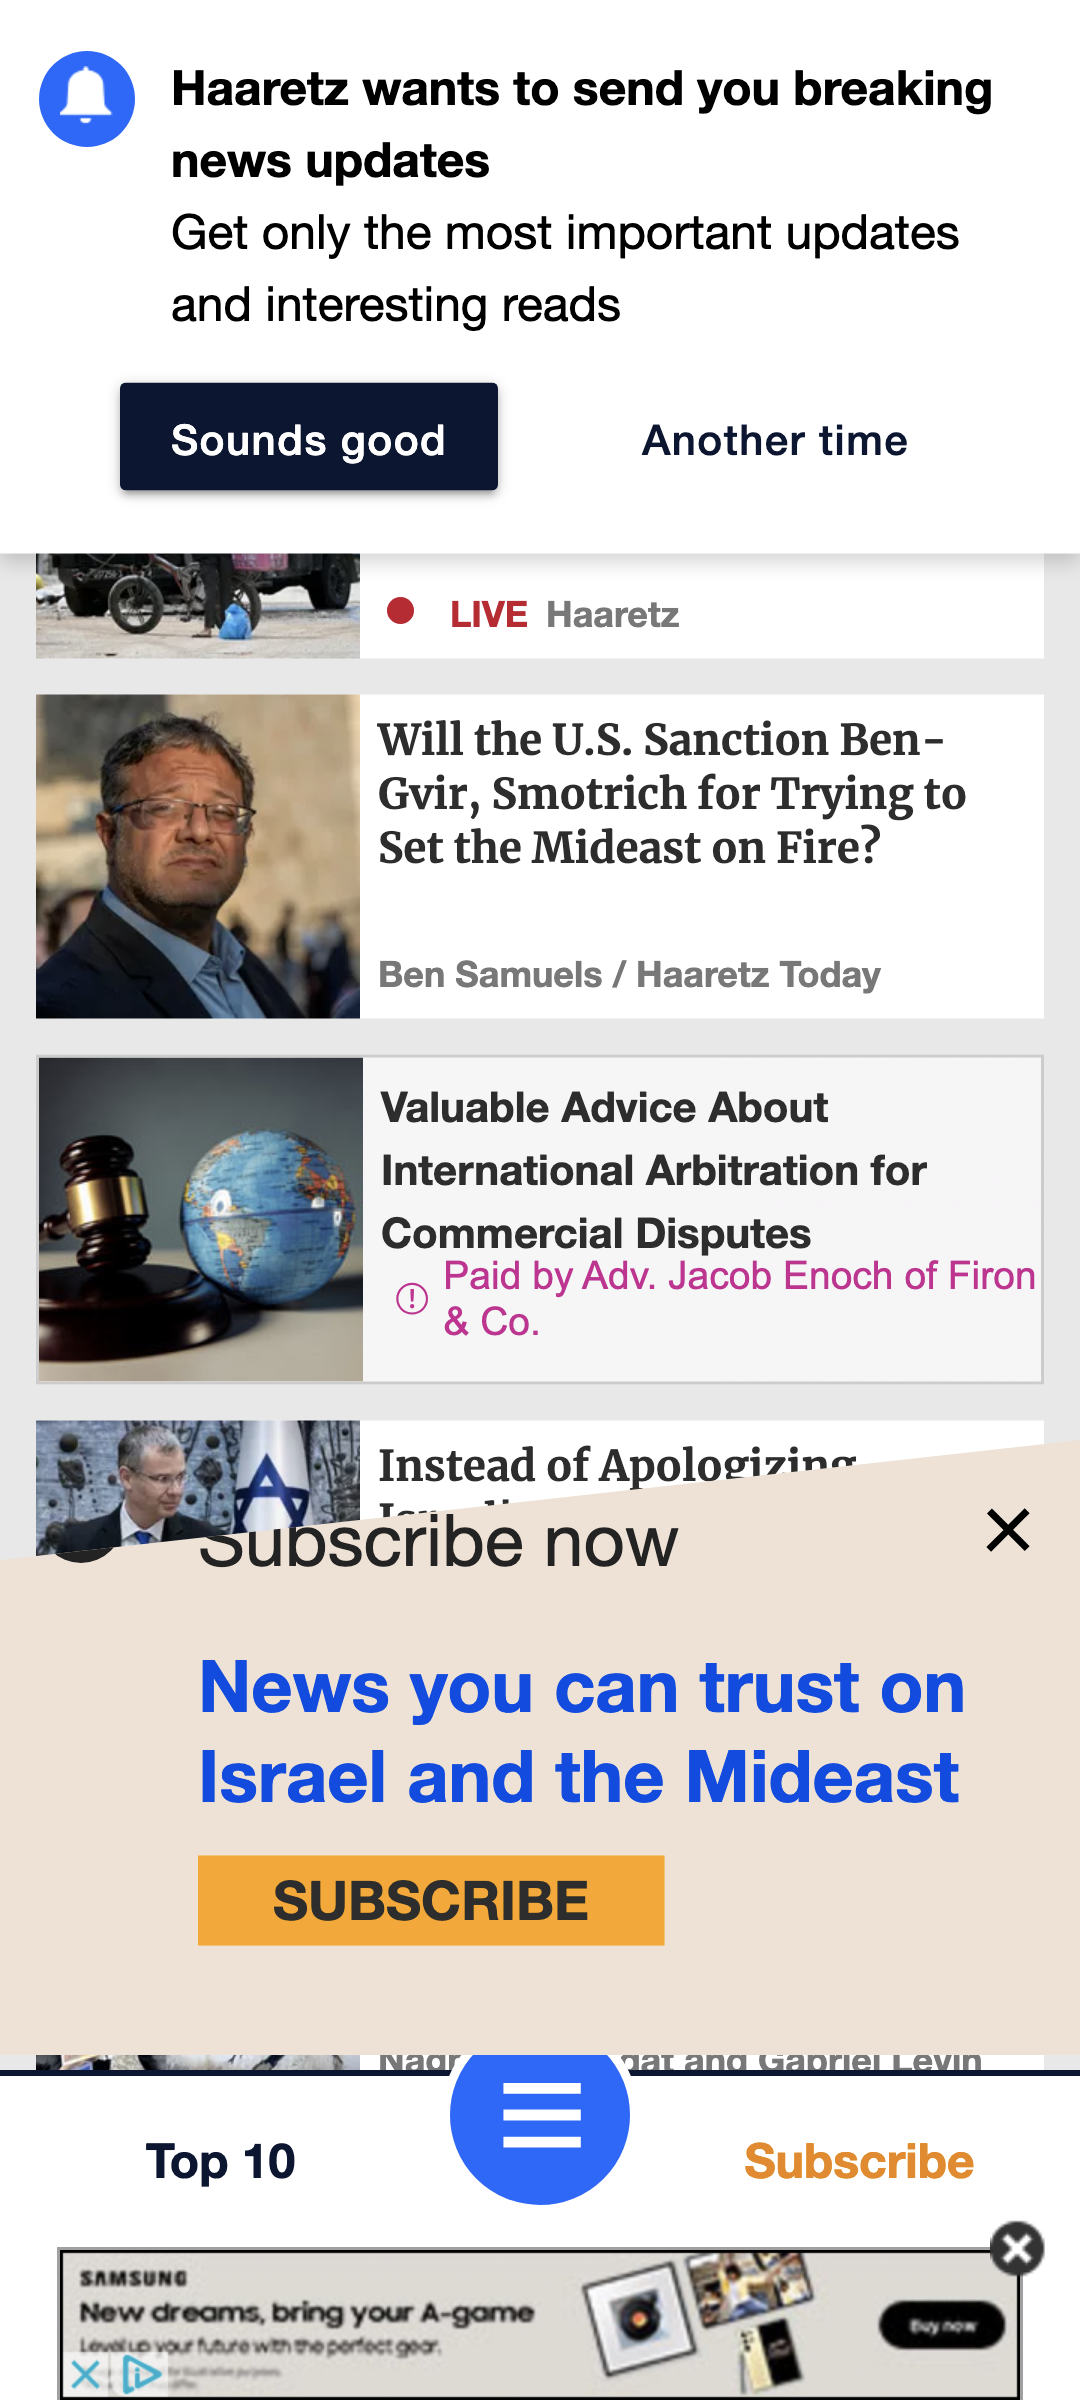 Haaretz wants to send you breaking
news updates
Get only the most important updates
and interesting reads
Sounds good
Another time
LIVE Haaretz
Will the U.S. Sanction Ben-
Gvir, Smotrich for Trying to
Set the Mideast on Fire?
Ben Samuels / Haaretz Today
Valuable Advice About
International Arbitration for
Commercial Disputes
Paid by Adv. Jacob Enoch of Firon
& Co.
Instead of Apologizing
Subscribe now
News you can trust on
Israel and the Mideast
SUBSCRIBE
and Gabriel Levin
Top 10
Subscribe
SAMSUNG
New dreams, bring your A-game
Level up your future with the perfect gear.
Buy now